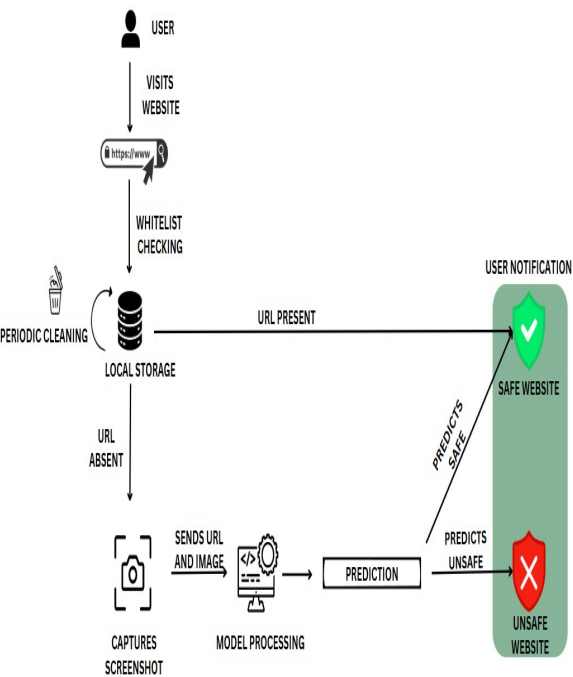 USER
VISITS
WEBSITE
https://www
WHITELIST
CHECKING
USER NOTIFICATION
PERIODIC CLEANING
URL PRESENT
LOCAL STORAGE
SAFE WEBSITE
PREDICTS
SAFE
URL
ABSENT
SENDS URL
AND IMAGE
</>
PREDICTION
PREDICTS
UNSAFE
UNSAFE
WEBSITE
CAPTURES
SCREENSHOT
MODEL PROCESSING